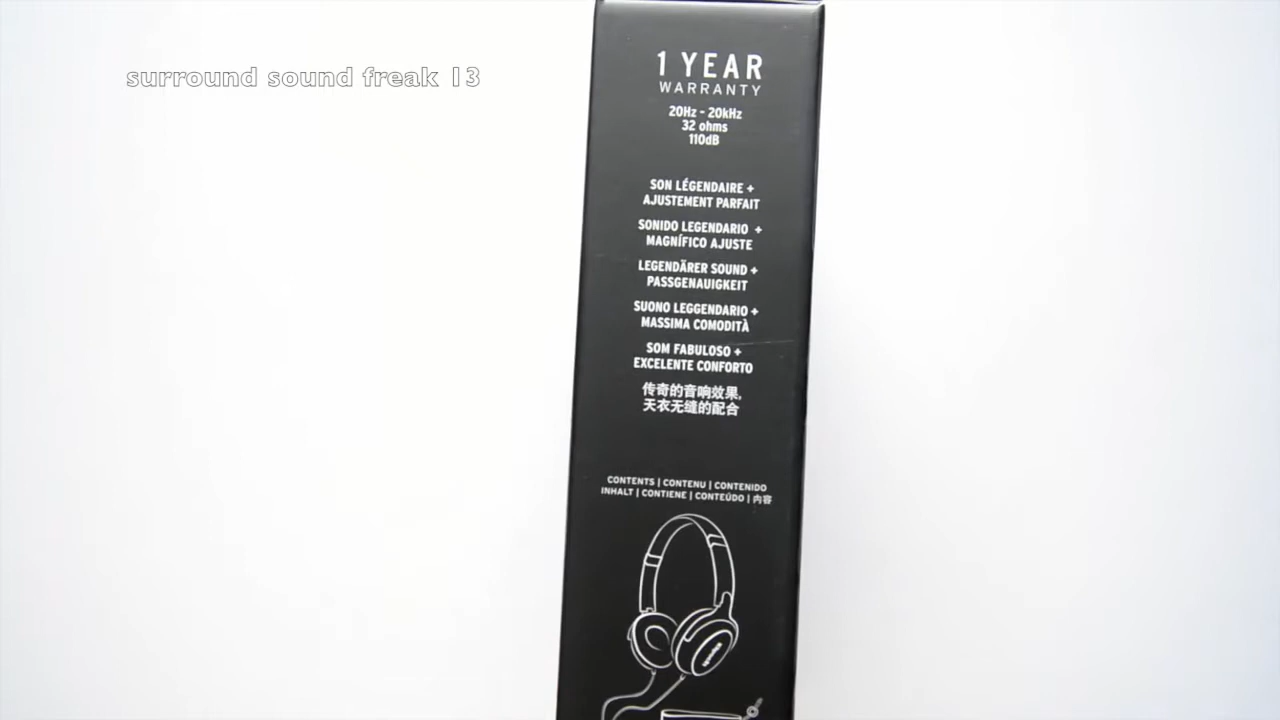 surround sound freak 13
1 YEAR
WARRANTY
20Hz - 20kHz
32 ohms
110dB
SON LÉGENDAIRE +
AJUSTEMENT PARFAIT
SONIDO LEGENDARIO +
MAGNÍFICO AJUSTE
LEGENDÄRER SOUND +
PASSGENAUIGKEIT
SUONO LEGGENDARIO +
MASSIMA COMODITÀ
SOM FABULOSO +
EXCELENTE CONFORTO
传奇的音响效果,
天衣无缝的配合
CONTENTS | CONTENU | CONTENIDO
INHALT | CONTIENE | CONTEÚDO | 内容